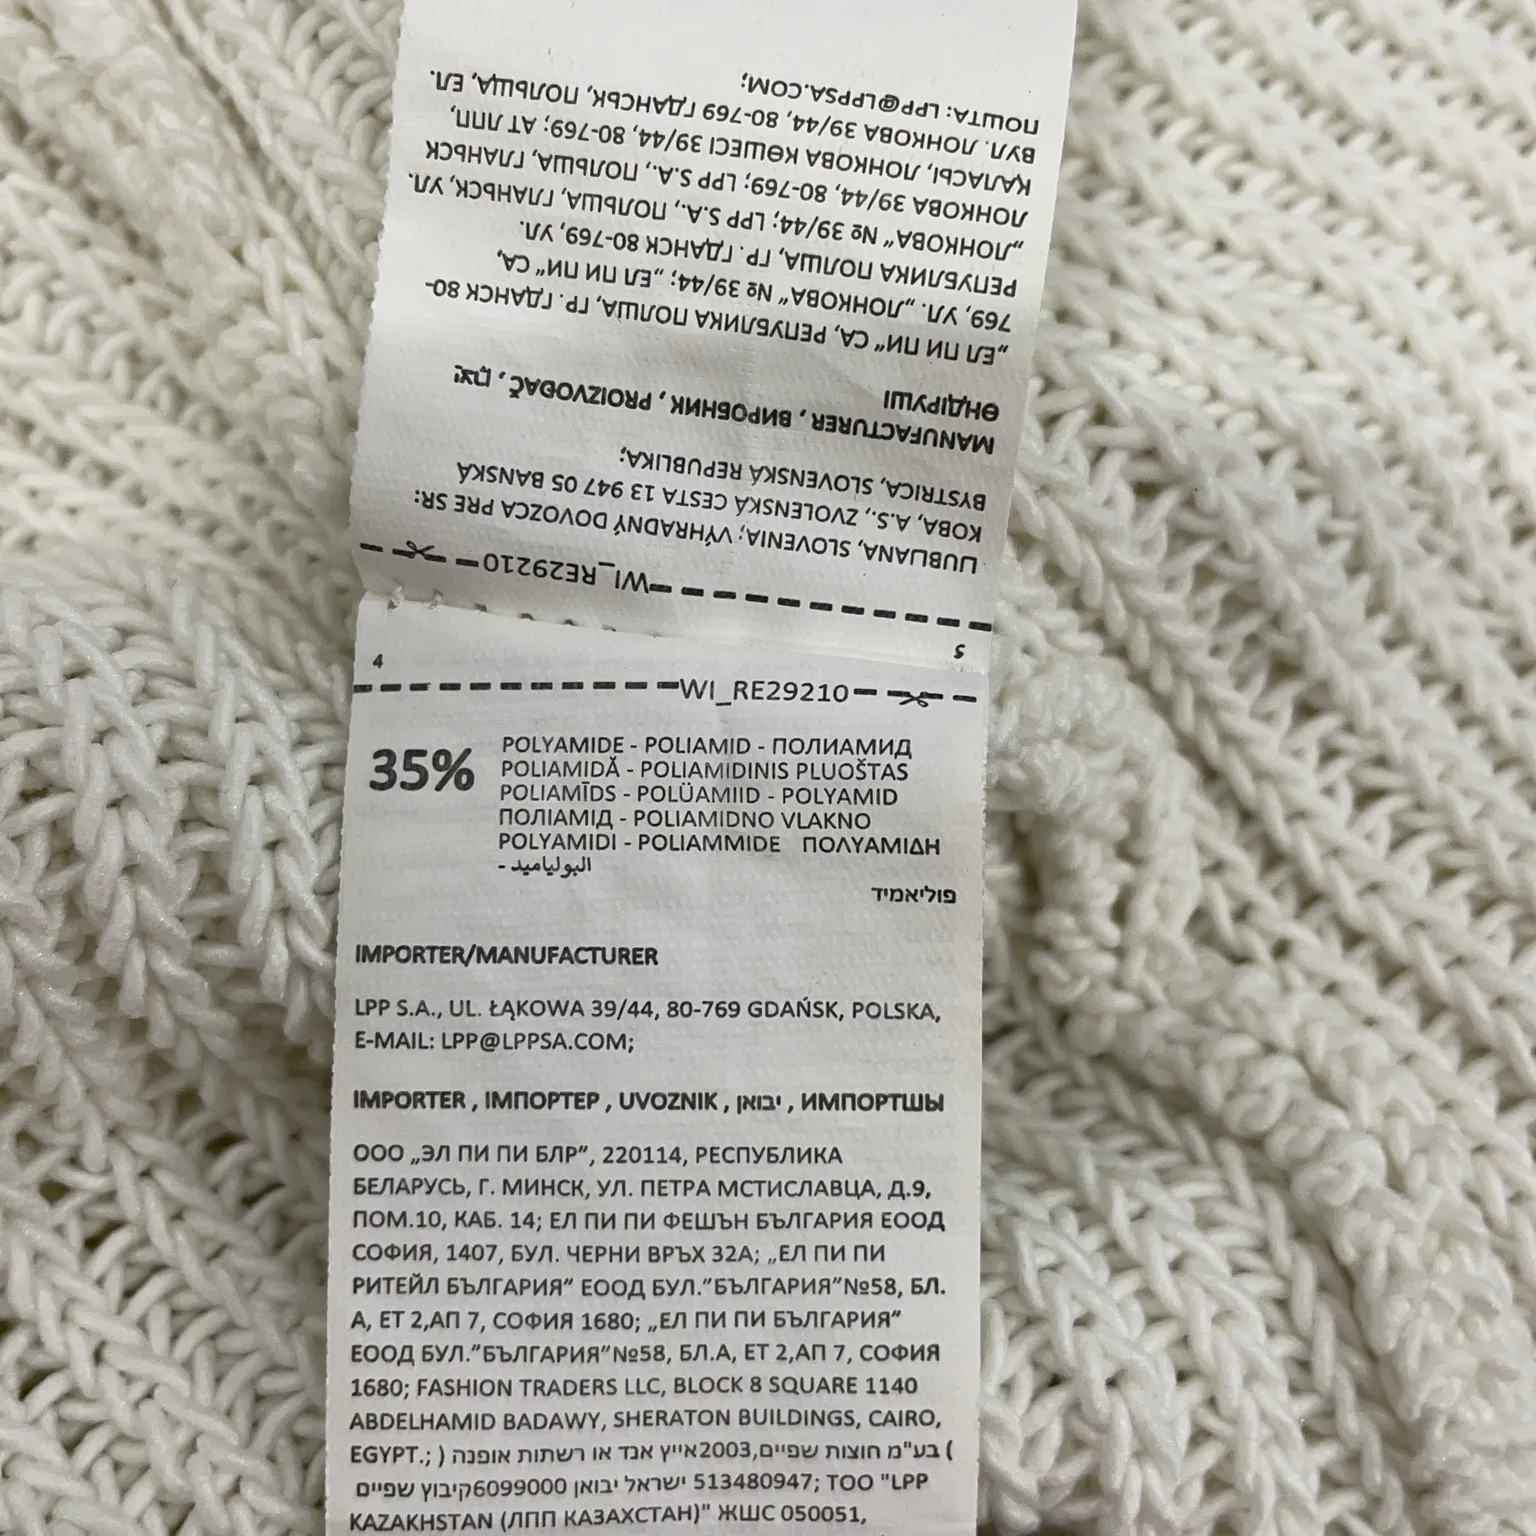 ПОШТА: LPP@LPPSA.COM;
ВУЛ. ЛОНКОВА 39/44, 80-769 ГДАНСЬК, ПОЛЬЩА, ЕЛ.
ҚАЛАСЫ, ЛОНКОВА КӨШЕСІ 39/44, 80-769; АТ ЛПП,
ЛОНКОВА 39/44, 80-769; LPP S.A., ПОЛЬША, ГДАНЬСК
„ЛОНКОВА“ № 39/44; LPP S.A., ПОЛЬША, ГДАНЬСК, УЛ.
РЕПУБЛИКА ПОЛША, ГР. ГДАНСК 80-769, УЛ.
769, УЛ. „ЛОНКОВА“ № 39/44; „ЕЛ ПИ ПИ“ СА,
„ЕЛ ПИ ПИ“ СА, РЕПУБЛИКА ПОЛША, ГР. ГДАНСК 80-
ӨНДІРУШІ
MANUFACTURER , ВИРОБНИК , PROIZVOĐAČ , יצרן
BYSTRICA, SLOVENSKÁ REPUBLIKA;
KOBA, A.S., ZVOLENSKÁ CESTA 13 947 05 BANSKÁ
LJUBLJANA, SLOVENIA; VÝHRADNÝ DOVOZCA PRE SR:
WI_RE29210
5
4
WI_RE29210
35%
POLYAMIDE - POLIAMID - ПОЛИАМИД
POLIAMIDĂ - POLIAMIDINIS PLUOŠTAS
POLIAMĪDS - POLÜAMIID - POLYAMID
ПОЛІАМІД - POLIAMIDNO VLAKNO
POLYAMIDI - POLIAMMIDE ΠΟΛΥΑΜΙΔΗ
البولياميد -
פוליאמיד
IMPORTER/MANUFACTURER
LPP S.A., UL. ŁĄKOWA 39/44, 80-769 GDAŃSK, POLSKA,
E-MAIL: LPP@LPPSA.COM;
IMPORTER , ІМПОРТЕР , UVOZNIK , יבואן , ИМПОРТШЫ
ООО „ЭЛ ПИ ПИ БЛР”, 220114, РЕСПУБЛИКА
БЕЛАРУСЬ, Г. МИНСК, УЛ. ПЕТРА МСТИСЛАВЦА, Д.9,
ПОМ.10, КАБ. 14; ЕЛ ПИ ПИ ФЕШЪН БЪЛГАРИЯ ЕООД
СОФИЯ, 1407, БУЛ. ЧЕРНИ ВРЪХ 32А; „ЕЛ ПИ ПИ
РИТЕЙЛ БЪЛГАРИЯ” ЕООД БУЛ.”БЪЛГАРИЯ”№58, БЛ.
А, ЕТ 2,АП 7, СОФИЯ 1680; „ЕЛ ПИ ПИ БЪЛГАРИЯ”
ЕООД БУЛ.”БЪЛГАРИЯ”№58, БЛ.А, ЕТ 2,АП 7, СОФИЯ
1680; FASHION TRADERS LLC, BLOCK 8 SQUARE 1140
ABDELHAMID BADAWY, SHERATON BUILDINGS, CAIRO,
EGYPT.; ) בע"מ חוצות שפיים,2003אייץ אנד או רשתות אופנה (
קיבוץ שפיים6099000 ישראל יבואן 513480947; ТОО "LPP
KAZAKHSTAN (ЛПП КАЗАХСТАН)" ЖШС 050051,